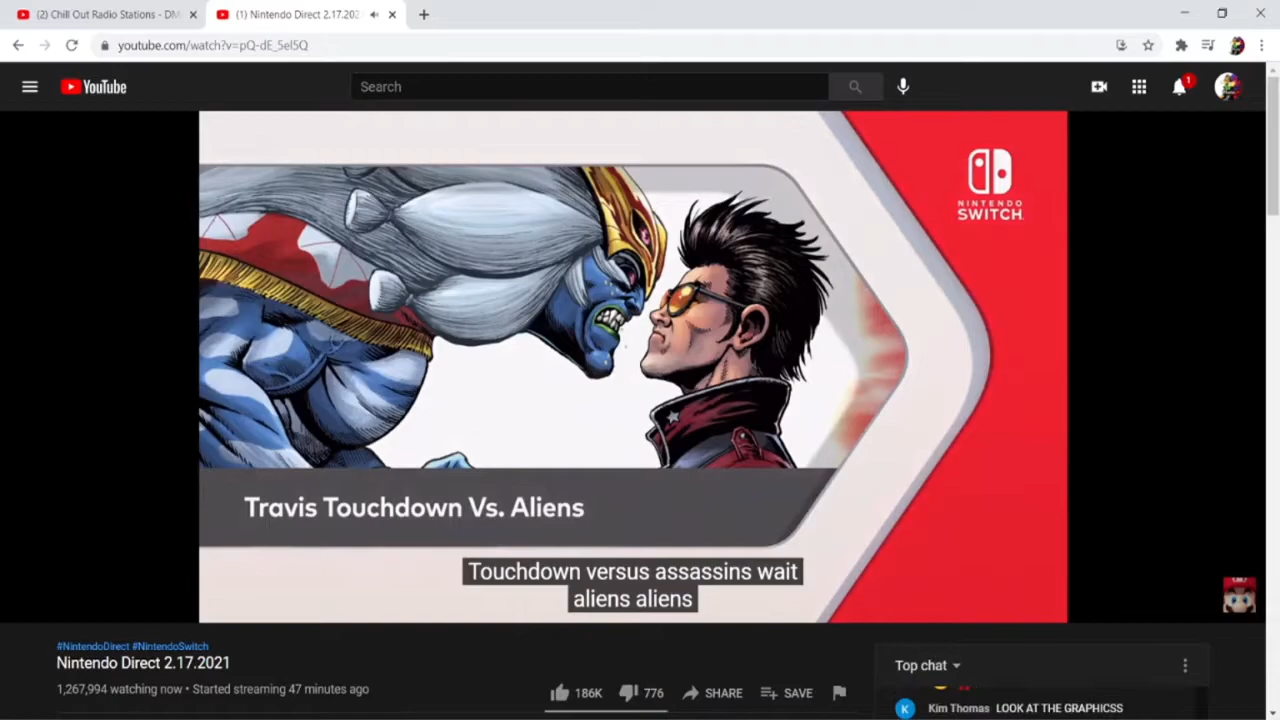 (2) Chill Out Radio Stations - DM
(1) Nintendo Direct 2.17.202
youtube.com/watch?v=pQ-dE_5el5Q
YouTube
Search
1
NINTENDO
SWITCH
Travis Touchdown Vs. Aliens
Touchdown versus assassins wait
aliens aliens
#NintendoDirect #NintendoSwitch
Nintendo Direct 2.17.2021
1,267,994 watching now • Started streaming 47 minutes ago
186K
776
SHARE
SAVE
Top chat
K
Kim Thomas LOOK AT THE GRAPHICSS